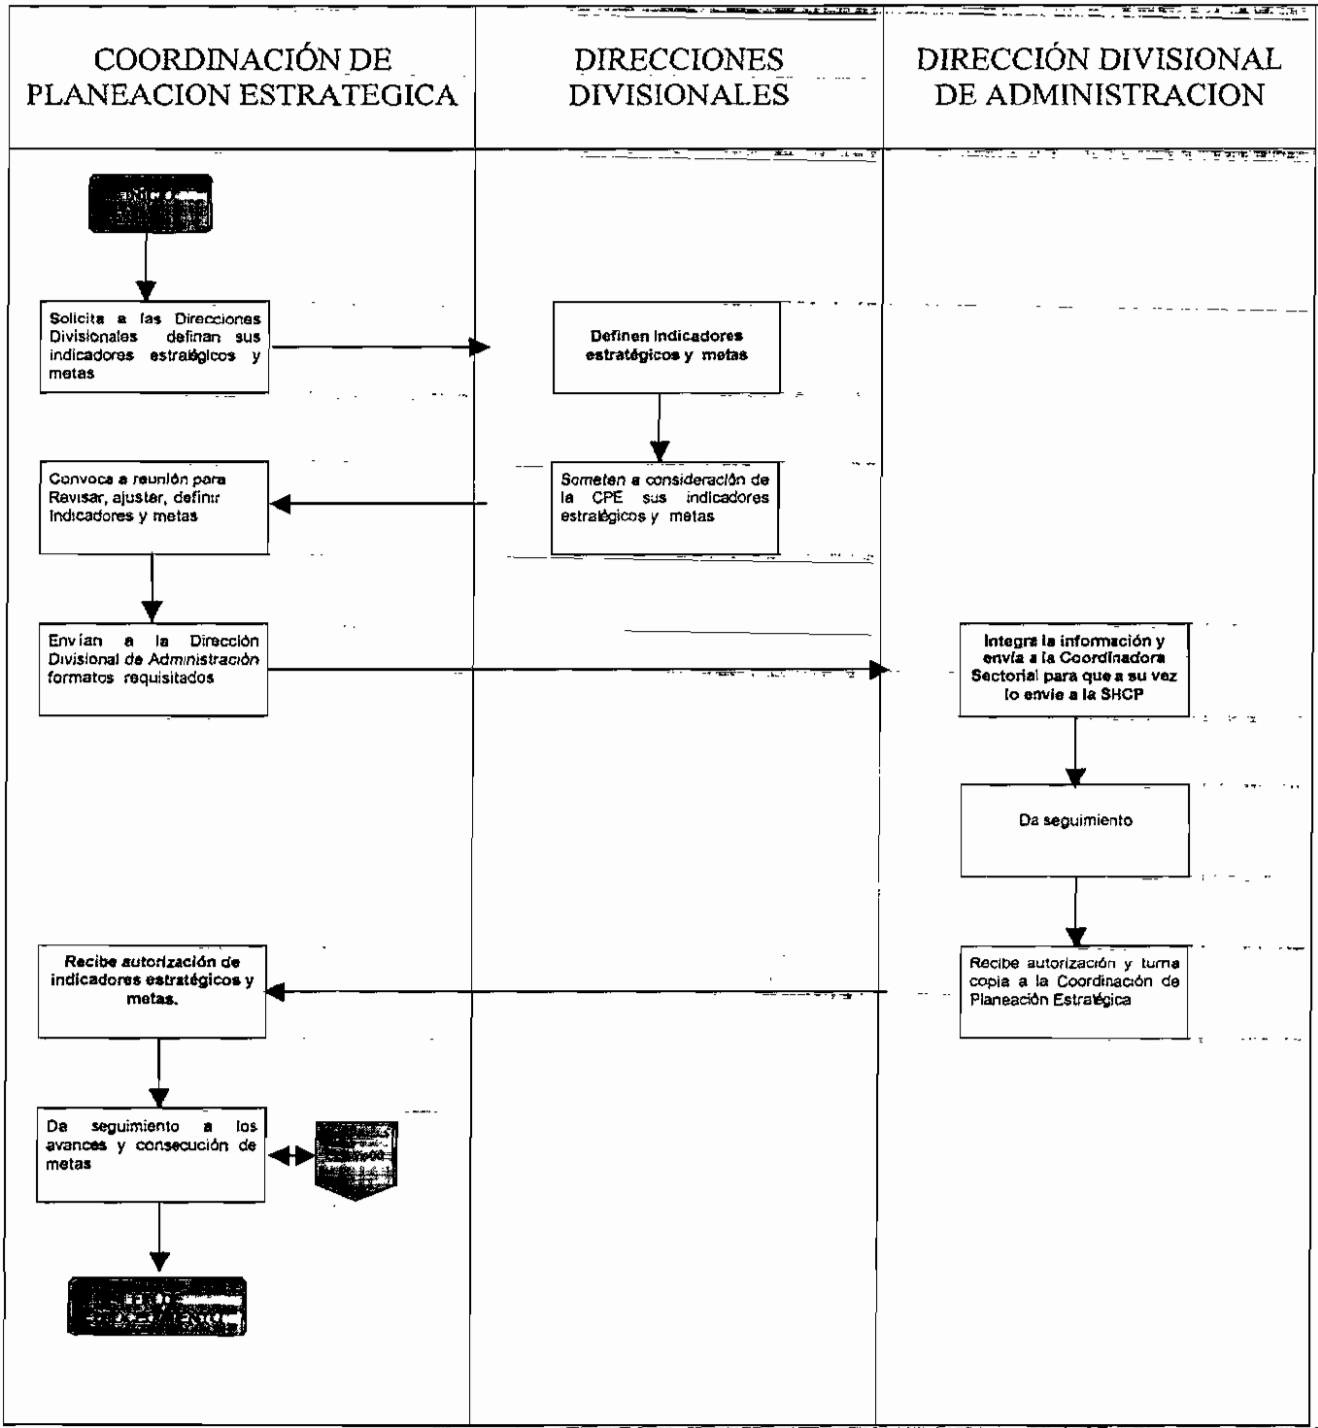 COORDINACIÓN DE
PLANEACION ESTRATEGICA
DIRECCIONES
DIVISIONALES
DIRECCIÓN DIVISIONAL
DE ADMINISTRACION
INICIO
Solicita a las Direcciones
Divisionales definan sus
indicadores estratégicos y
metas
Definen Indicadores
estratégicos y metas
Convoca a reunión para
Revisar, ajustar, definir
Indicadores y metas
Someten a consideración de
la CPE sus indicadores
estratégicos y metas
Envían a la Dirección
Divisional de Administración
formatos requisitados
Integra la información y
envía a la Coordinadora
Sectorial para que a su vez
lo envíe a la SHCP
Da seguimiento
Recibe autorización de
indicadores estratégicos y
metas.
Recibe autorización y turna
copia a la Coordinación de
Planeación Estratégica
Da seguimiento a los
avances y consecución de
metas
FIN DE